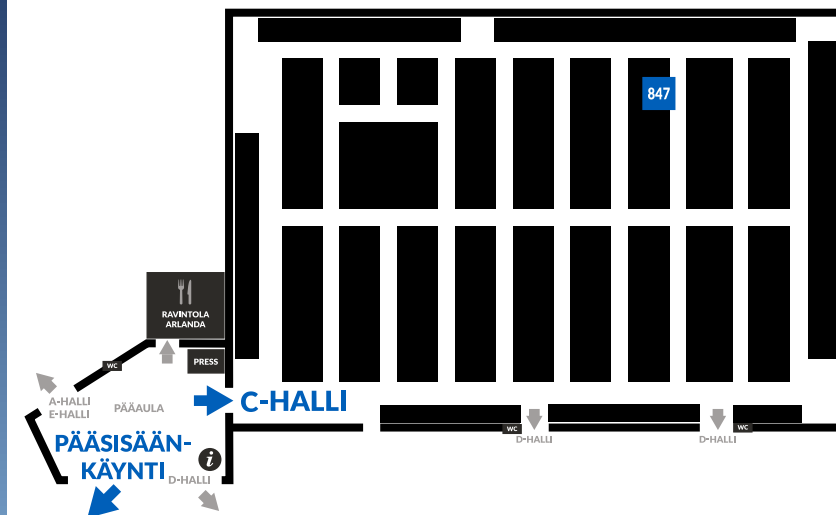 847
RAVINTOLA
ARLANDA
PRESS
WC
A-HALLI
E-HALLI
PÄÄAULA
C-HALLI
PÄÄSISÄÄN-
KÄYNTI
i
D-HALLI
WC
D-HALLI
D-HALLI
WC